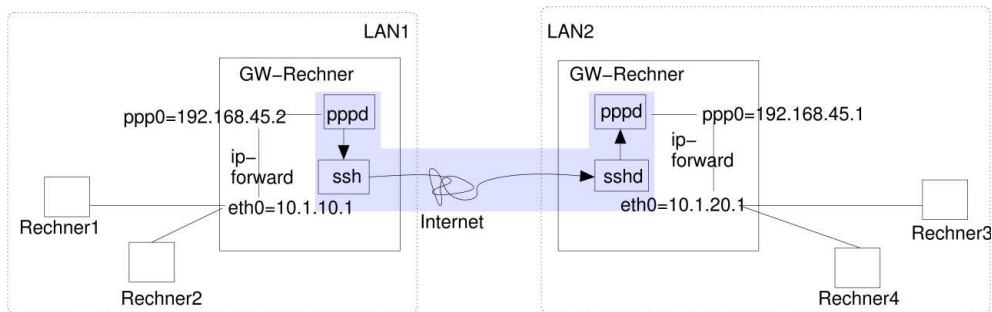 LAN1
GW–Rechner
ppp0=192.168.45.2
pppd
ip–
forward
ssh
eth0=10.1.10.1
Rechner1
Rechner2
Internet
LAN2
GW–Rechner
pppd
ppp0=192.168.45.1
ip–
forward
sshd
eth0=10.1.20.1
Rechner3
Rechner4